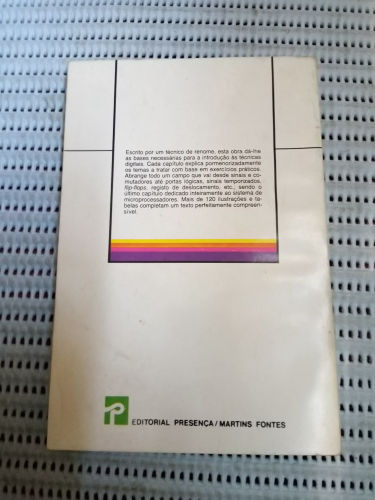 Escrito por um técnico de renome, esta obra dá-lhe
as bases necessárias para a introdução às técnicas
digitais. Cada capítulo explica pormenorizadamente
os temas a tratar com base em exercícios práticos.
Abrange todo um campo que vai desde sinais e co-
mutadores até portas lógicas, sinais temporizados,
flip-flops, registo de deslocamento, etc., sendo o
último capítulo dedicado inteiramente ao sistema de
microprocessadores. Mais de 120 ilustrações e ta-
belas completam um texto perfeitamente compreen-
sível.
EDITORIAL PRESENÇA/MARTINS FONTES